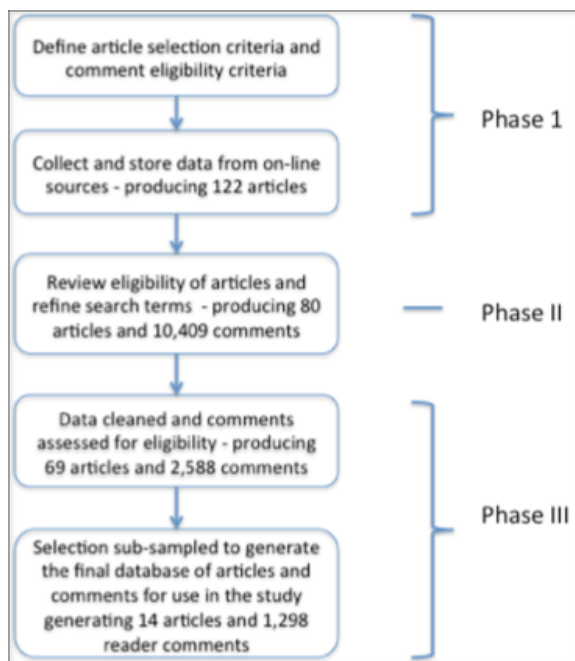 Define article selection criteria and
comment eligibility criteria
Phase 1
Collect and store data from on-line
sources - producing 122 articles
Review eligibility of articles and
refine search terms - producing 80
articles and 10,409 comments
Phase II
Data cleaned and comments
assessed for eligibility - producing
69 articles and 2,588 comments
Phase III
Selection sub-sampled to generate
the final database of articles and
comments for use in the study
generating 14 articles and 1,298
reader comments